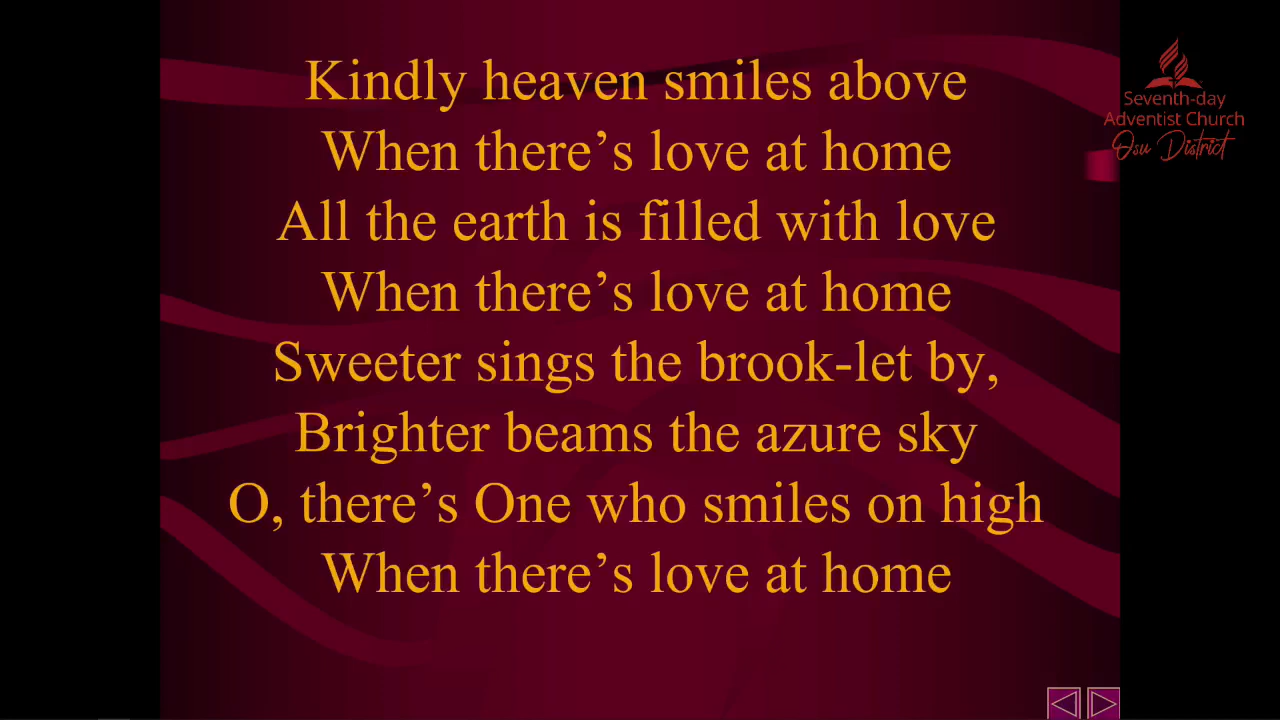 Kindly heaven smiles above
When there’s love at home
All the earth is filled with love
When there’s love at home
Sweeter sings the brook-let by,
Brighter beams the azure sky
O, there’s One who smiles on high
When there’s love at home
Seventh-day
Adventist Church
Osu District